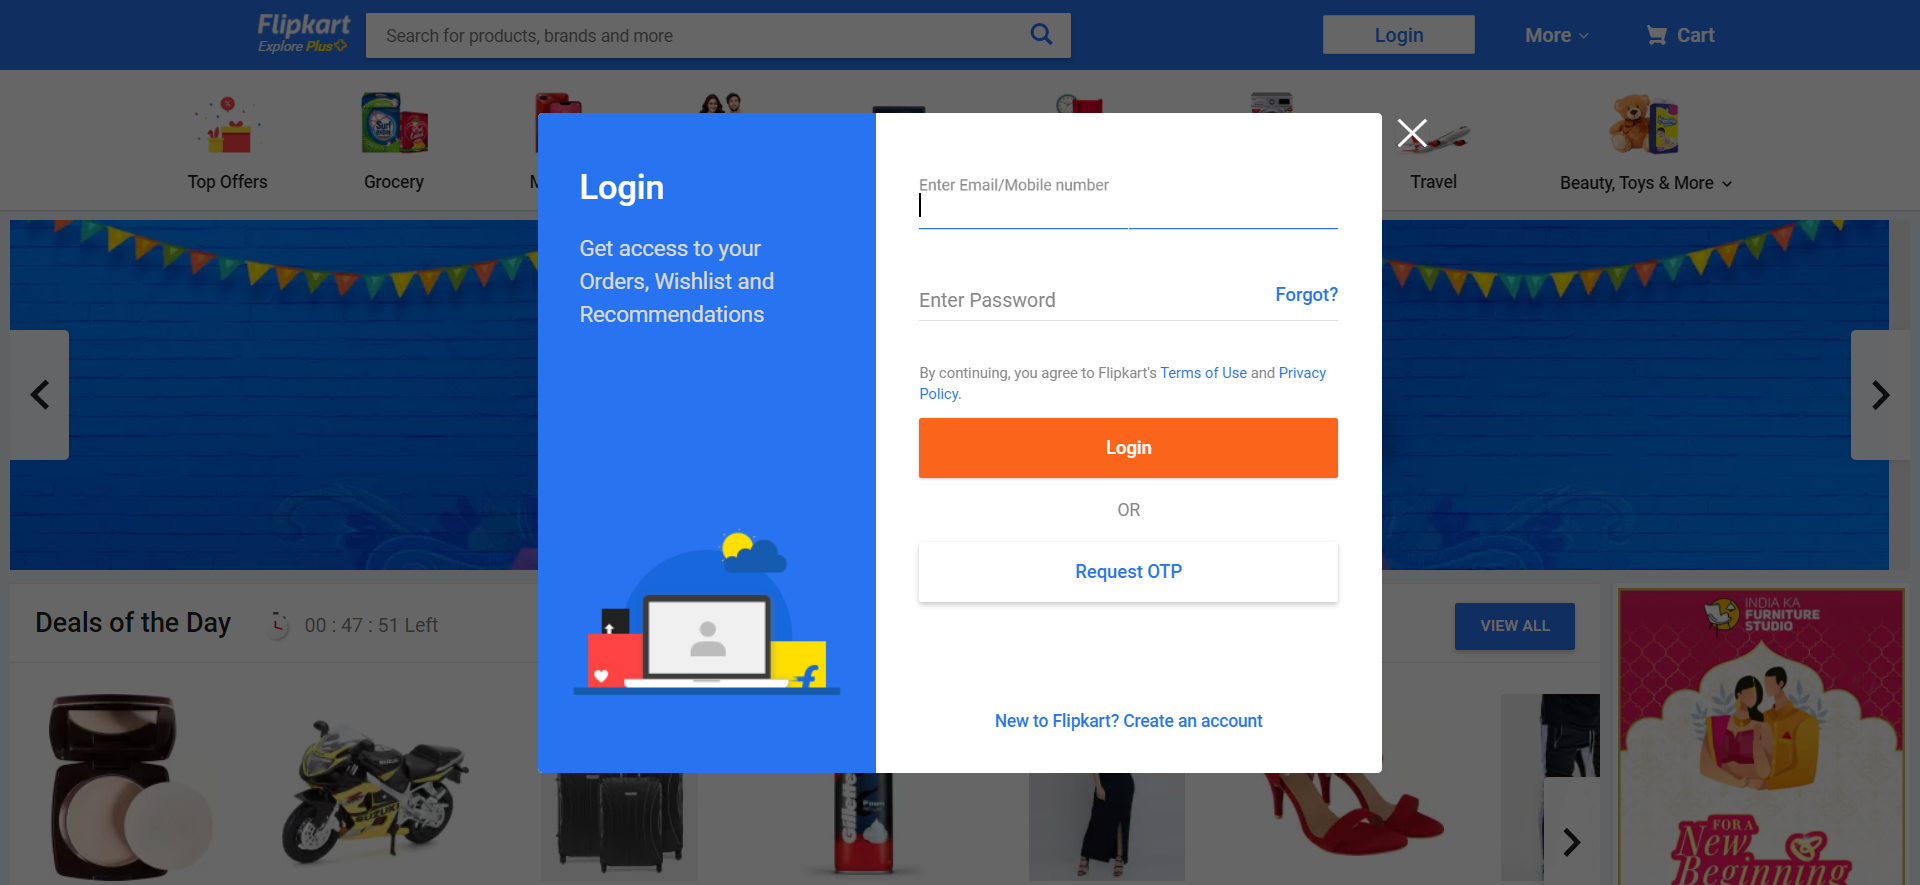 Flipkart
Explore Plus
Search for products, brands and more
Login
More
Cart
Top Offers
Grocery
Travel
Beauty, Toys & More
Login
Get access to your
Orders, Wishlist and
Recommendations
Enter Email/Mobile number
Enter Password
Forgot?
By continuing, you agree to Flipkart's Terms of Use and Privacy
Policy.
Login
OR
Request OTP
New to Flipkart? Create an account
Deals of the Day
00 : 47 : 51 Left
VIEW ALL
INDIA KA
FURNITURE
STUDIO
SUZUKI
Gillette
FOR A
New
Beginning